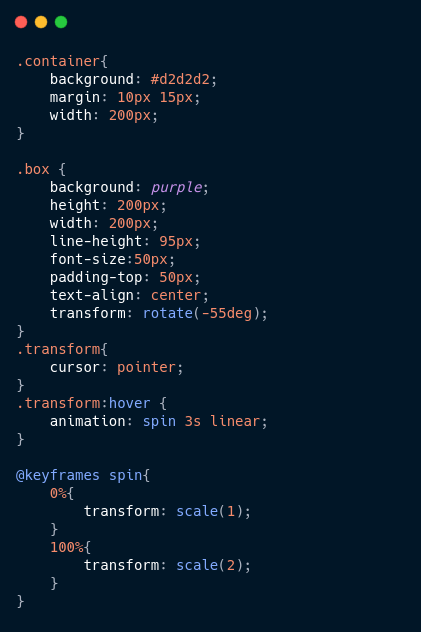 .container{
    background: #d2d2d2;
    margin: 10px 15px;
    width: 200px;
}

.box {
    background: purple;
    height: 200px;
    width: 200px;
    line-height: 95px;
    font-size:50px;
    padding-top: 50px;
    text-align: center;
    transform: rotate(-55deg);
}
.transform{
    cursor: pointer;
}
.transform:hover {
    animation: spin 3s linear;
}

@keyframes spin{
    0%{
        transform: scale(1);
    }
    100%{
        transform: scale(2);
    }
}